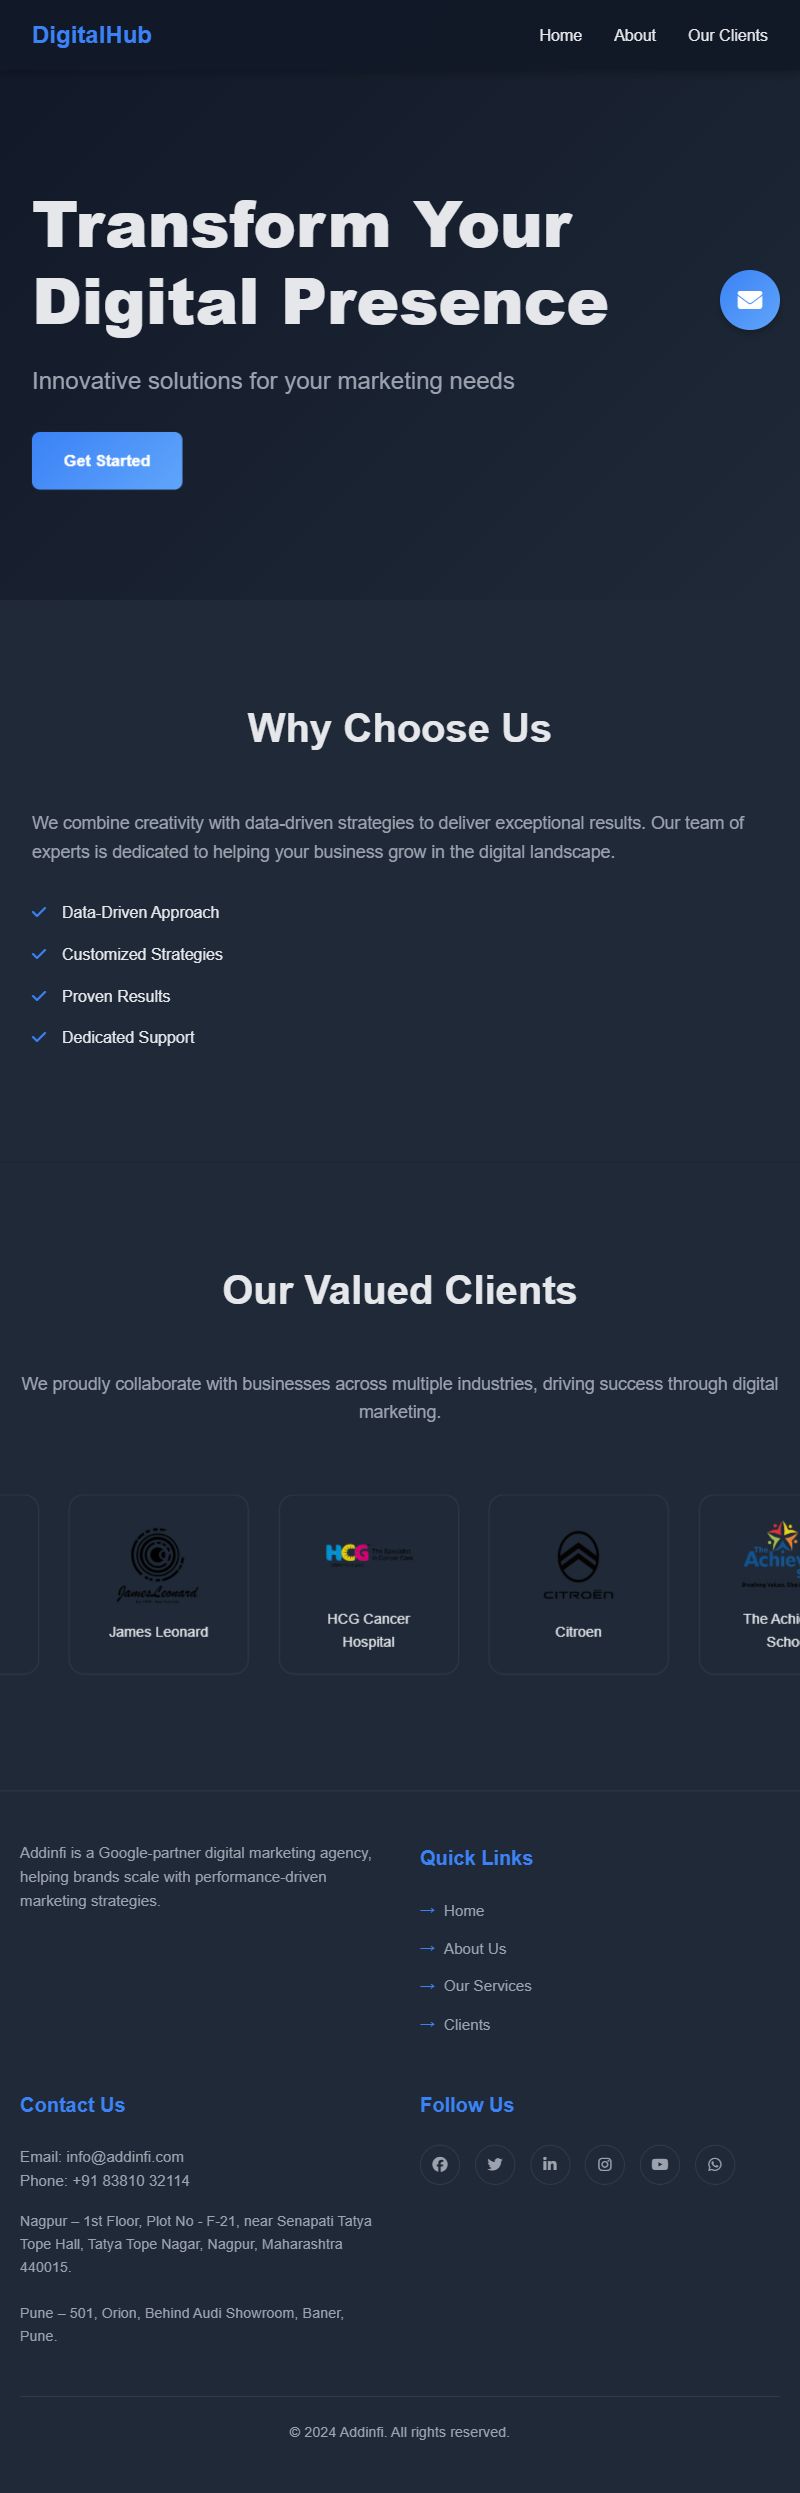 DigitalHub
Home
About
Our Clients
Transform Your
Digital Presence
Innovative solutions for your marketing needs
Get Started
Why Choose Us
We combine creativity with data-driven strategies to deliver exceptional results. Our team of
experts is dedicated to helping your business grow in the digital landscape.
Data-Driven Approach
Customized Strategies
Proven Results
Dedicated Support
Our Valued Clients
We proudly collaborate with businesses across multiple industries, driving success through digital
marketing.
JamesLeonard
James Leonard
HCG
The Specialist
in Cancer Care
HCG Cancer
Hospital
CITROËN
Citroen
The
Achiev
The Achi
Schoo
Addinfi is a Google-partner digital marketing agency,
helping brands scale with performance-driven
marketing strategies.
Quick Links
→ Home
→ About Us
→ Our Services
→ Clients
Contact Us
Email: info@addinfi.com
Phone: +91 83810 32114
Nagpur – 1st Floor, Plot No - F-21, near Senapati Tatya
Tope Hall, Tatya Tope Nagar, Nagpur, Maharashtra
440015.
Pune – 501, Orion, Behind Audi Showroom, Baner,
Pune.
Follow Us
© 2024 Addinfi. All rights reserved.